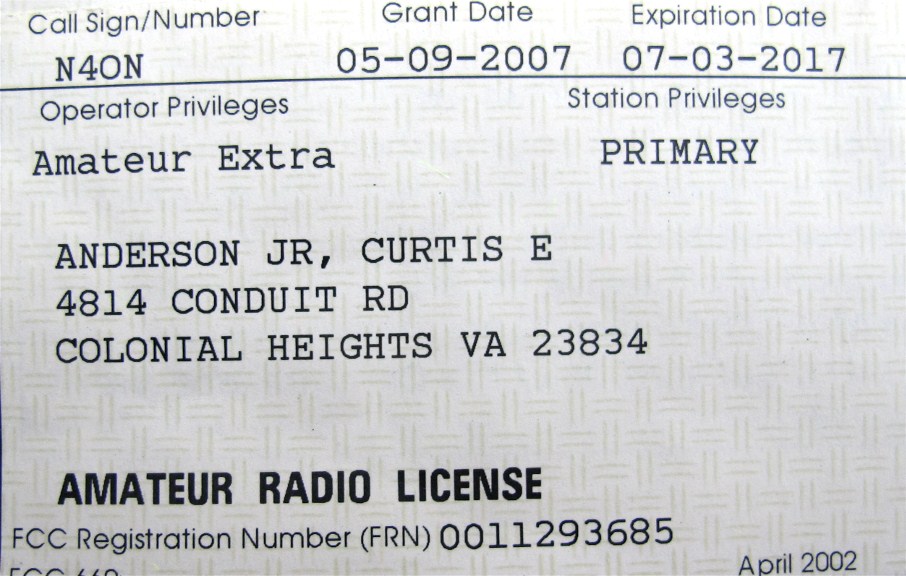 Call Sign/Number Grant Date Expiration Date
N4ON 05-09-2007 07-03-2017
Operator Privileges Station Privileges
Amateur Extra PRIMARY
ANDERSON JR, CURTIS E
4814 CONDUIT RD
COLONIAL HEIGHTS VA 23834
AMATEUR RADIO LICENSE
FCC Registration Number (FRN) 0011293685
FCC 660
April 2002